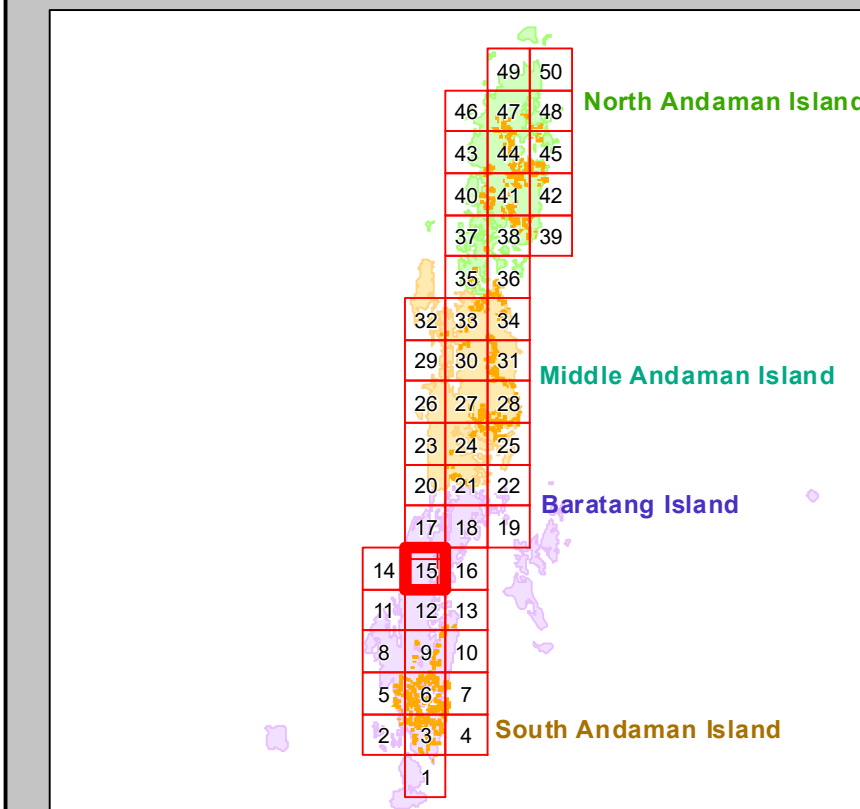 49 50
North Andaman Island
46 47 48
43 44 45
40 41 42
37 38 39
35 36
32 33 34
29 30 31
Middle Andaman Island
26 27 28
23 24 25
20 21 22
Baratang Island
17 18 19
14 15 16
11 12 13
8 9 10
5 6 7
2 3 4
South Andaman Island
1